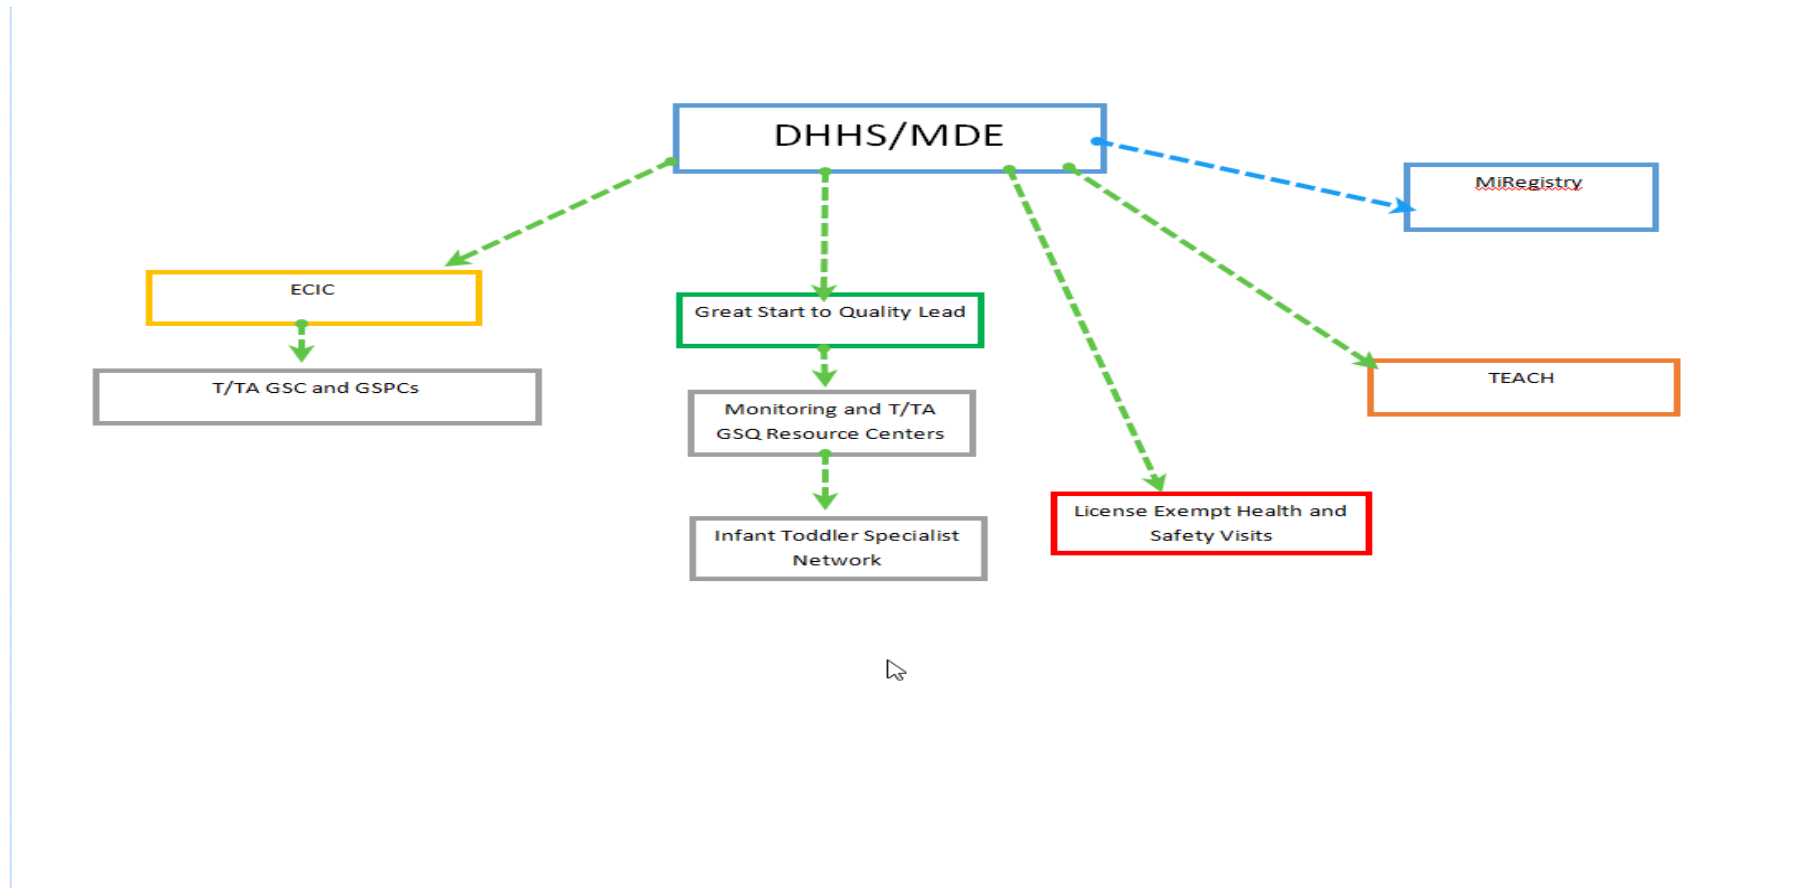 DHHS/MDE
MiRegistry
ECIC
Great Start to Quality Lead
T/TA GSC and GSPCs
TEACH
Monitoring and T/TA
GSQ Resource Centers
License Exempt Health and
Safety Visits
Infant Toddler Specialist
Network